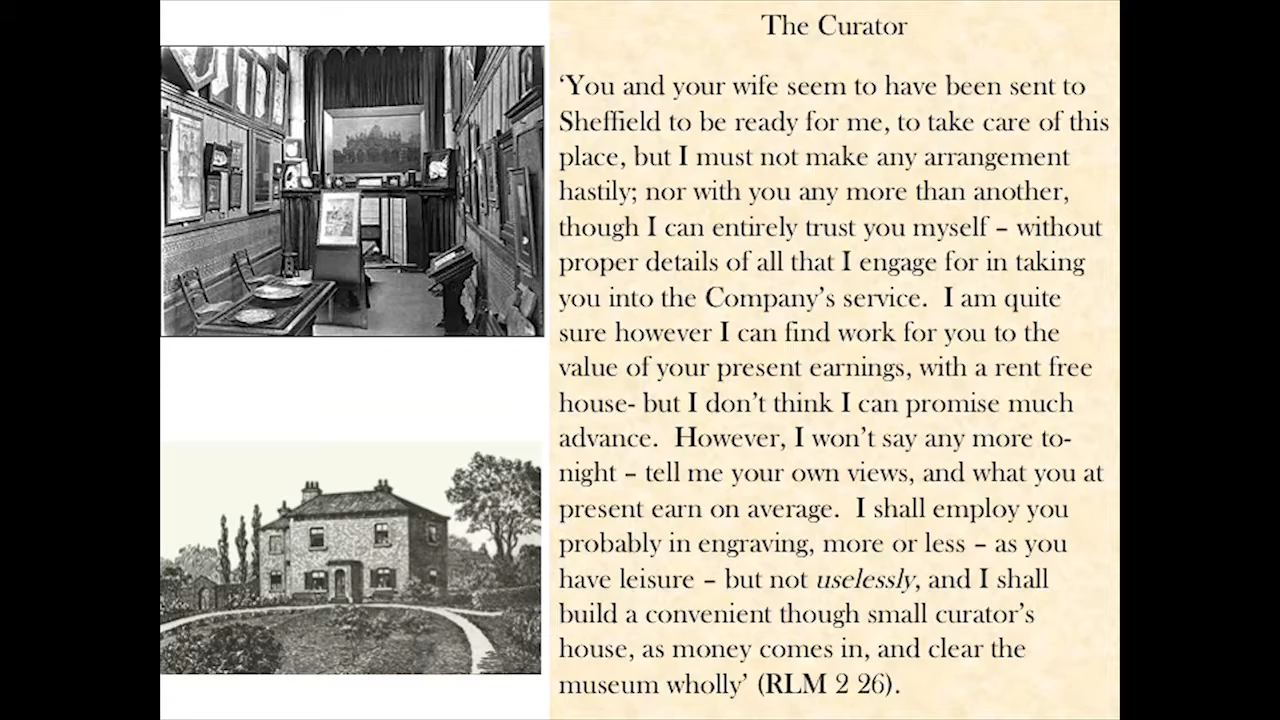 The Curator
‘You and your wife seem to have been sent to
Sheffield to be ready for me, to take care of this
place, but I must not make any arrangement
hastily; nor with you any more than another,
though I can entirely trust you myself – without
proper details of all that I engage for in taking
you into the Company’s service.  I am quite
sure however I can find work for you to the
value of your present earnings, with a rent free
house- but I don’t think I can promise much
advance.  However, I won’t say any more to-
night – tell me your own views, and what you at
present earn on average.  I shall employ you
probably in engraving, more or less – as you
have leisure – but not uselessly, and I shall
build a convenient though small curator’s
house, as money comes in, and clear the
museum wholly’ (RLM 2 26).